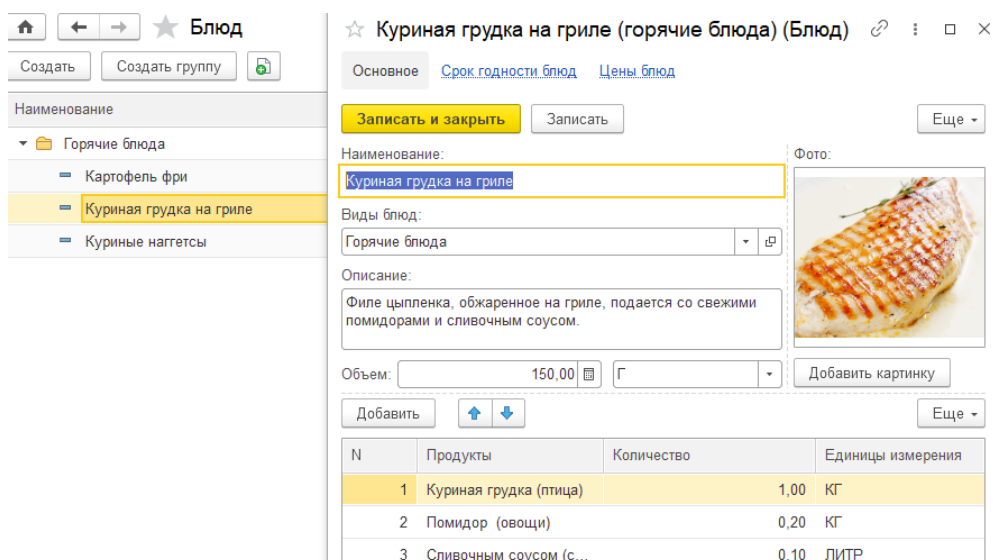 Блюд
Создать
Создать группу
Наименование
Горячие блюда
Картофель фри
Куриная грудка на гриле
Куриные наггетсы
Куриная грудка на гриле (горячие блюда) (Блюд)
Основное Срок годности блюд Цены блюд
Записать и закрыть Записать Еще
Наименование:
Куриная грудка на гриле
Виды блюд:
Горячие блюда
Описание:
Филе цыпленка, обжаренное на гриле, подается со свежими
помидорами и сливочным соусом.
Фото:
Объем: 150,00 Г
Добавить картинку
Добавить Еще
N Продукты Количество Единицы измерения
1 Куриная грудка (птица) 1,00 КГ
2 Помидор (овощи) 0,20 КГ
3 Сливочным соусом (с... 0,10 ЛИТР